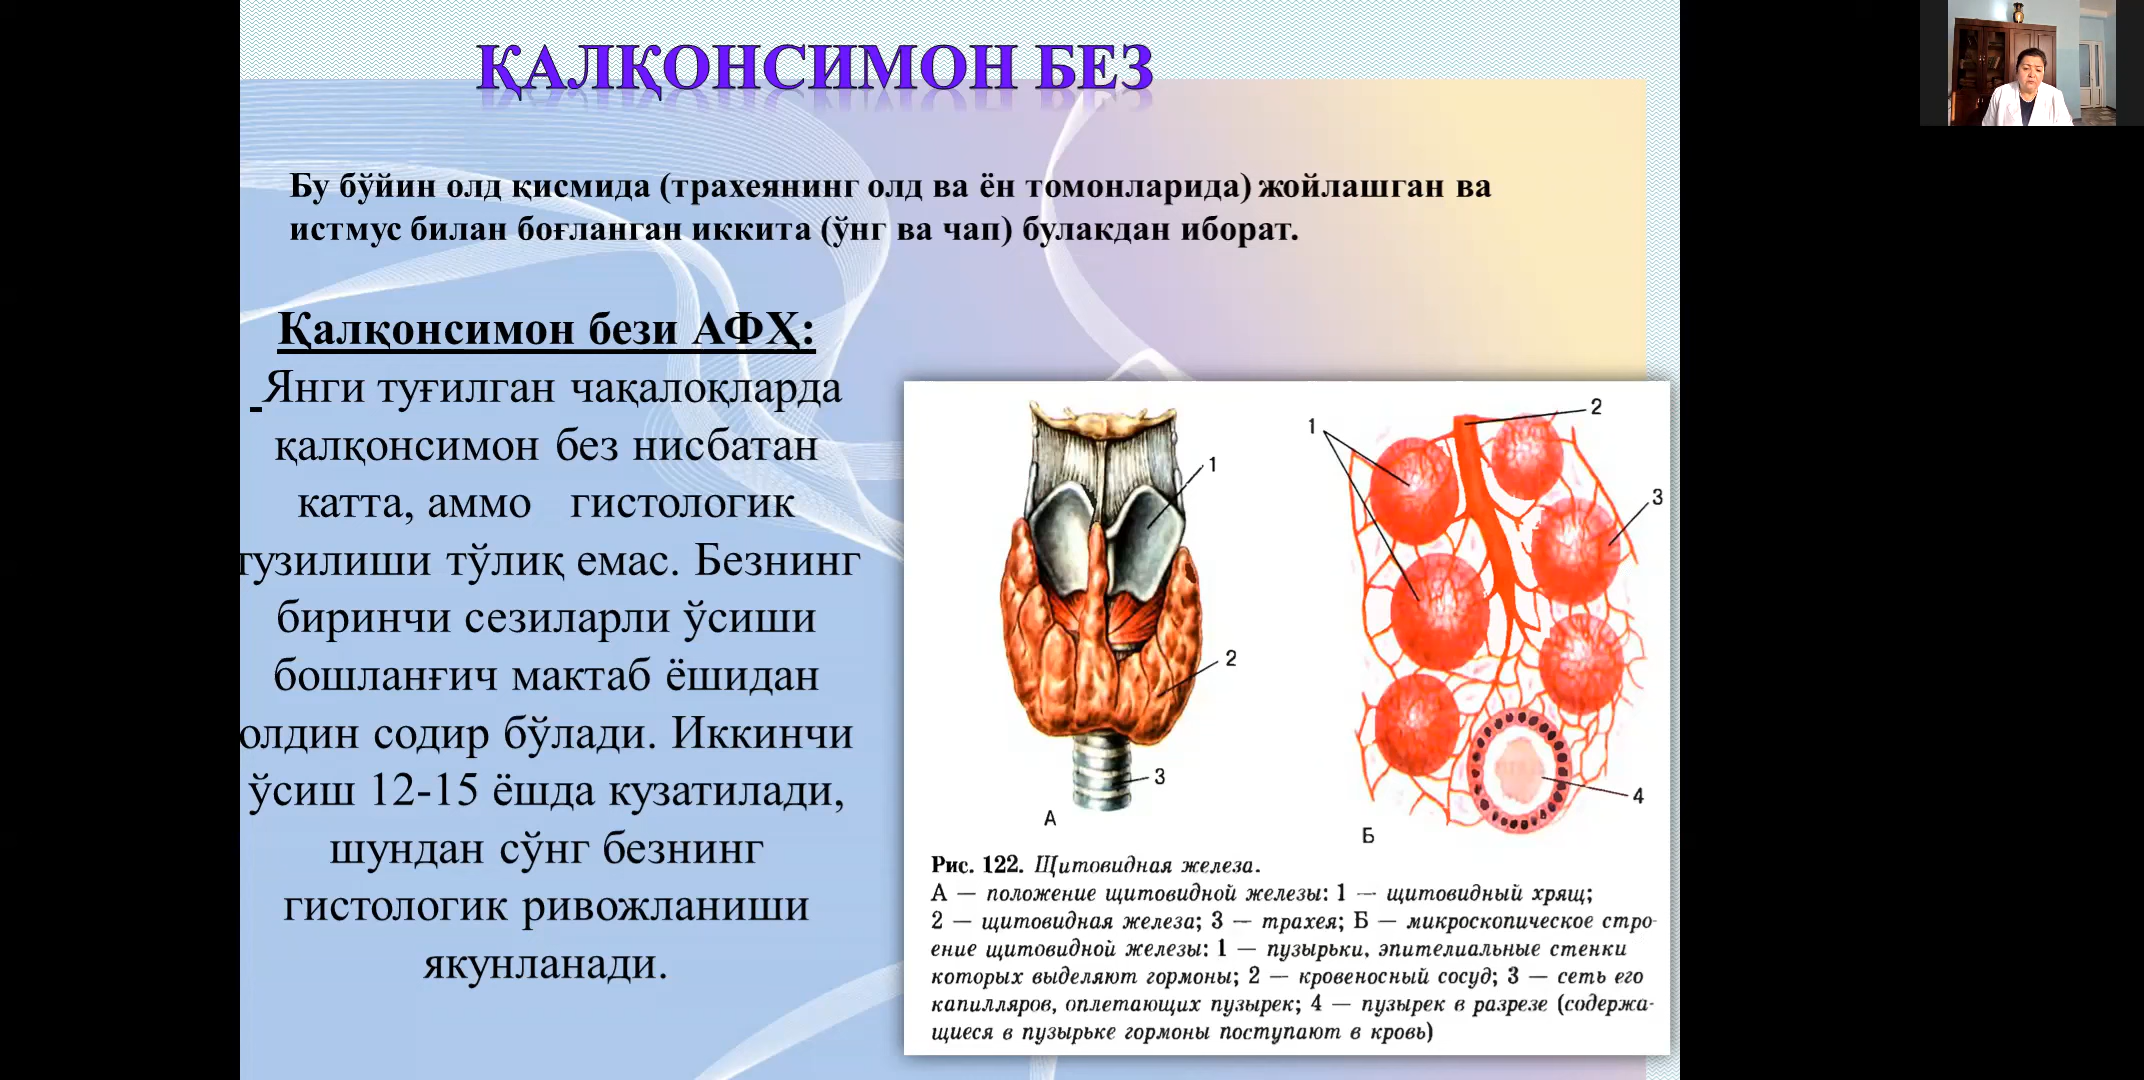 ҚАЛҚОНСИМОН БЕЗ
Бу бўйин олд қисмида (трахеянинг олд ва ён томонларида) жойлашган ва
истмус билан боғланган иккита (ўнг ва чап) булакдан иборат.
Қалқонсимон бези АФҲ:
Янги туғилган чақалоқларда
қалқонсимон без нисбатан
катта, аммо гистологик
тузилиши тўлиқ емас. Безнинг
биринчи сезиларли ўсиши
бошланғич мактаб ёшидан
олдин содир бўлади. Иккинчи
ўсиш 12-15 ёшда кузатилади,
шундан сўнг безнинг
гистологик ривожланиши
якунланади.
1
2
3
А
1
2
3
4
Б
Рис. 122. Щитовидная железа.
А — положение щитовидной железы: 1 — щитовидный хрящ;
2 — щитовидная железа; 3 — трахея; Б — микроскопическое стро-
ение щитовидной железы: 1 — пузырьки, эпителиальные стенки
которых выделяют гормоны; 2 — кровеносный сосуд; 3 — сеть его
капилляров, оплетающих пузырек; 4 — пузырек в разрезе (содержа-
щиеся в пузырьке гормоны поступают в кровь)